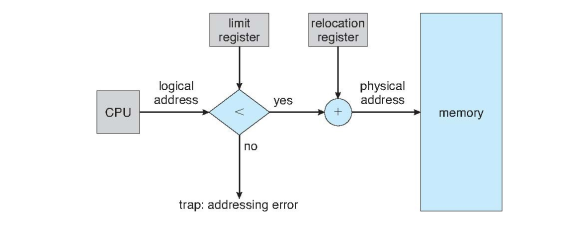 limit
register
relocation
register
logical
address
physical
address
CPU
<
yes
+
memory
no
trap: addressing error